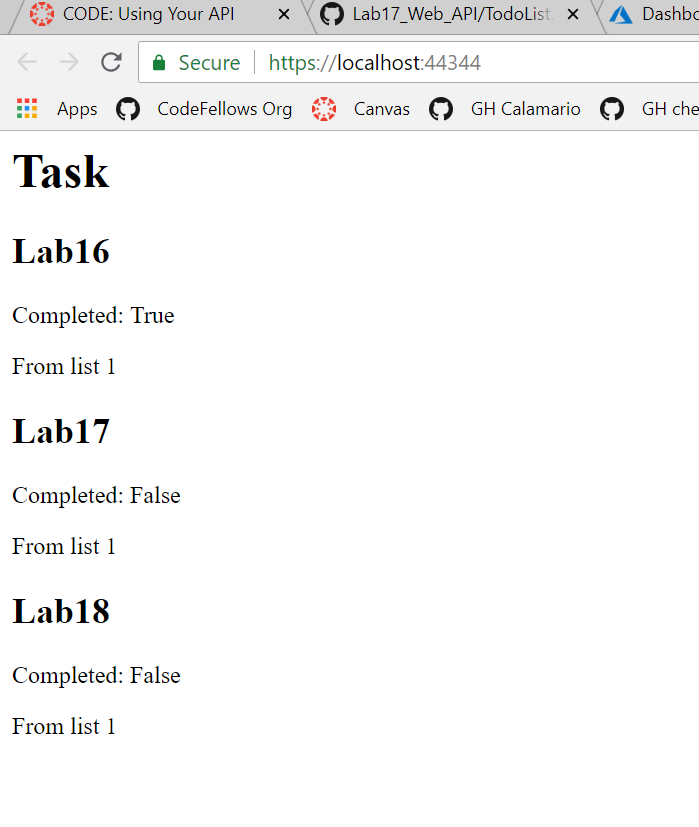 CODE: Using Your API
Lab17_Web_API/TodoList.
Dashbo
Secure
https://localhost:44344
Apps
CodeFellows Org
Canvas
GH Calamario
GH che
Task
Lab16
Completed: True
From list 1
Lab17
Completed: False
From list 1
Lab18
Completed: False
From list 1